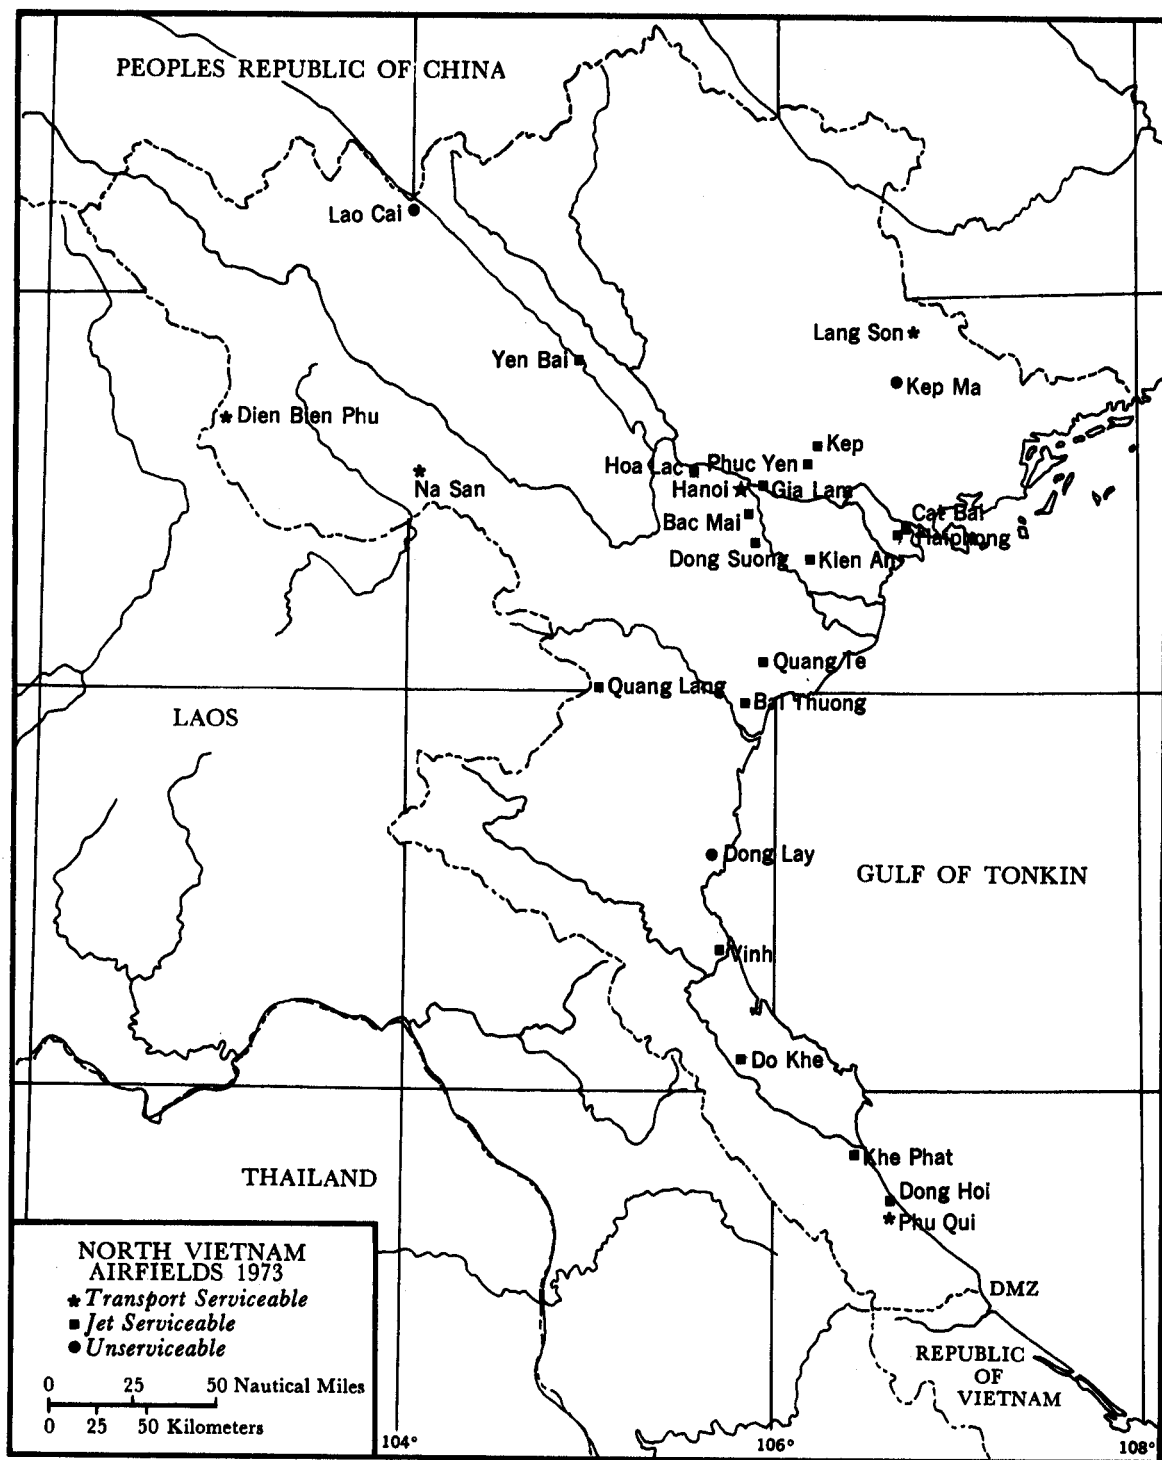 PEOPLES REPUBLIC OF CHINA
Lao Cai
Lang Son
Yen Bai
Kep Ma
Dien Bien Phu
Kep
Hoa Lac
Phuc Yen
Na San
Hanoi
Gia Lam
Bac Mai
Cat Bai
Haiphong
Dong Suong
Kien An
Quang Te
Quang Lang
Bai Thuong
LAOS
Dong Lay
GULF OF TONKIN
Vinh
Do Khe
Khe Phat
THAILAND
Dong Hoi
Phu Qui
DMZ
REPUBLIC
OF
VIETNAM
NORTH VIETNAM
AIRFIELDS 1973
Transport Serviceable
Jet Serviceable
Unserviceable
0 25 50 Nautical Miles
0 25 50 Kilometers
104° 106° 108°